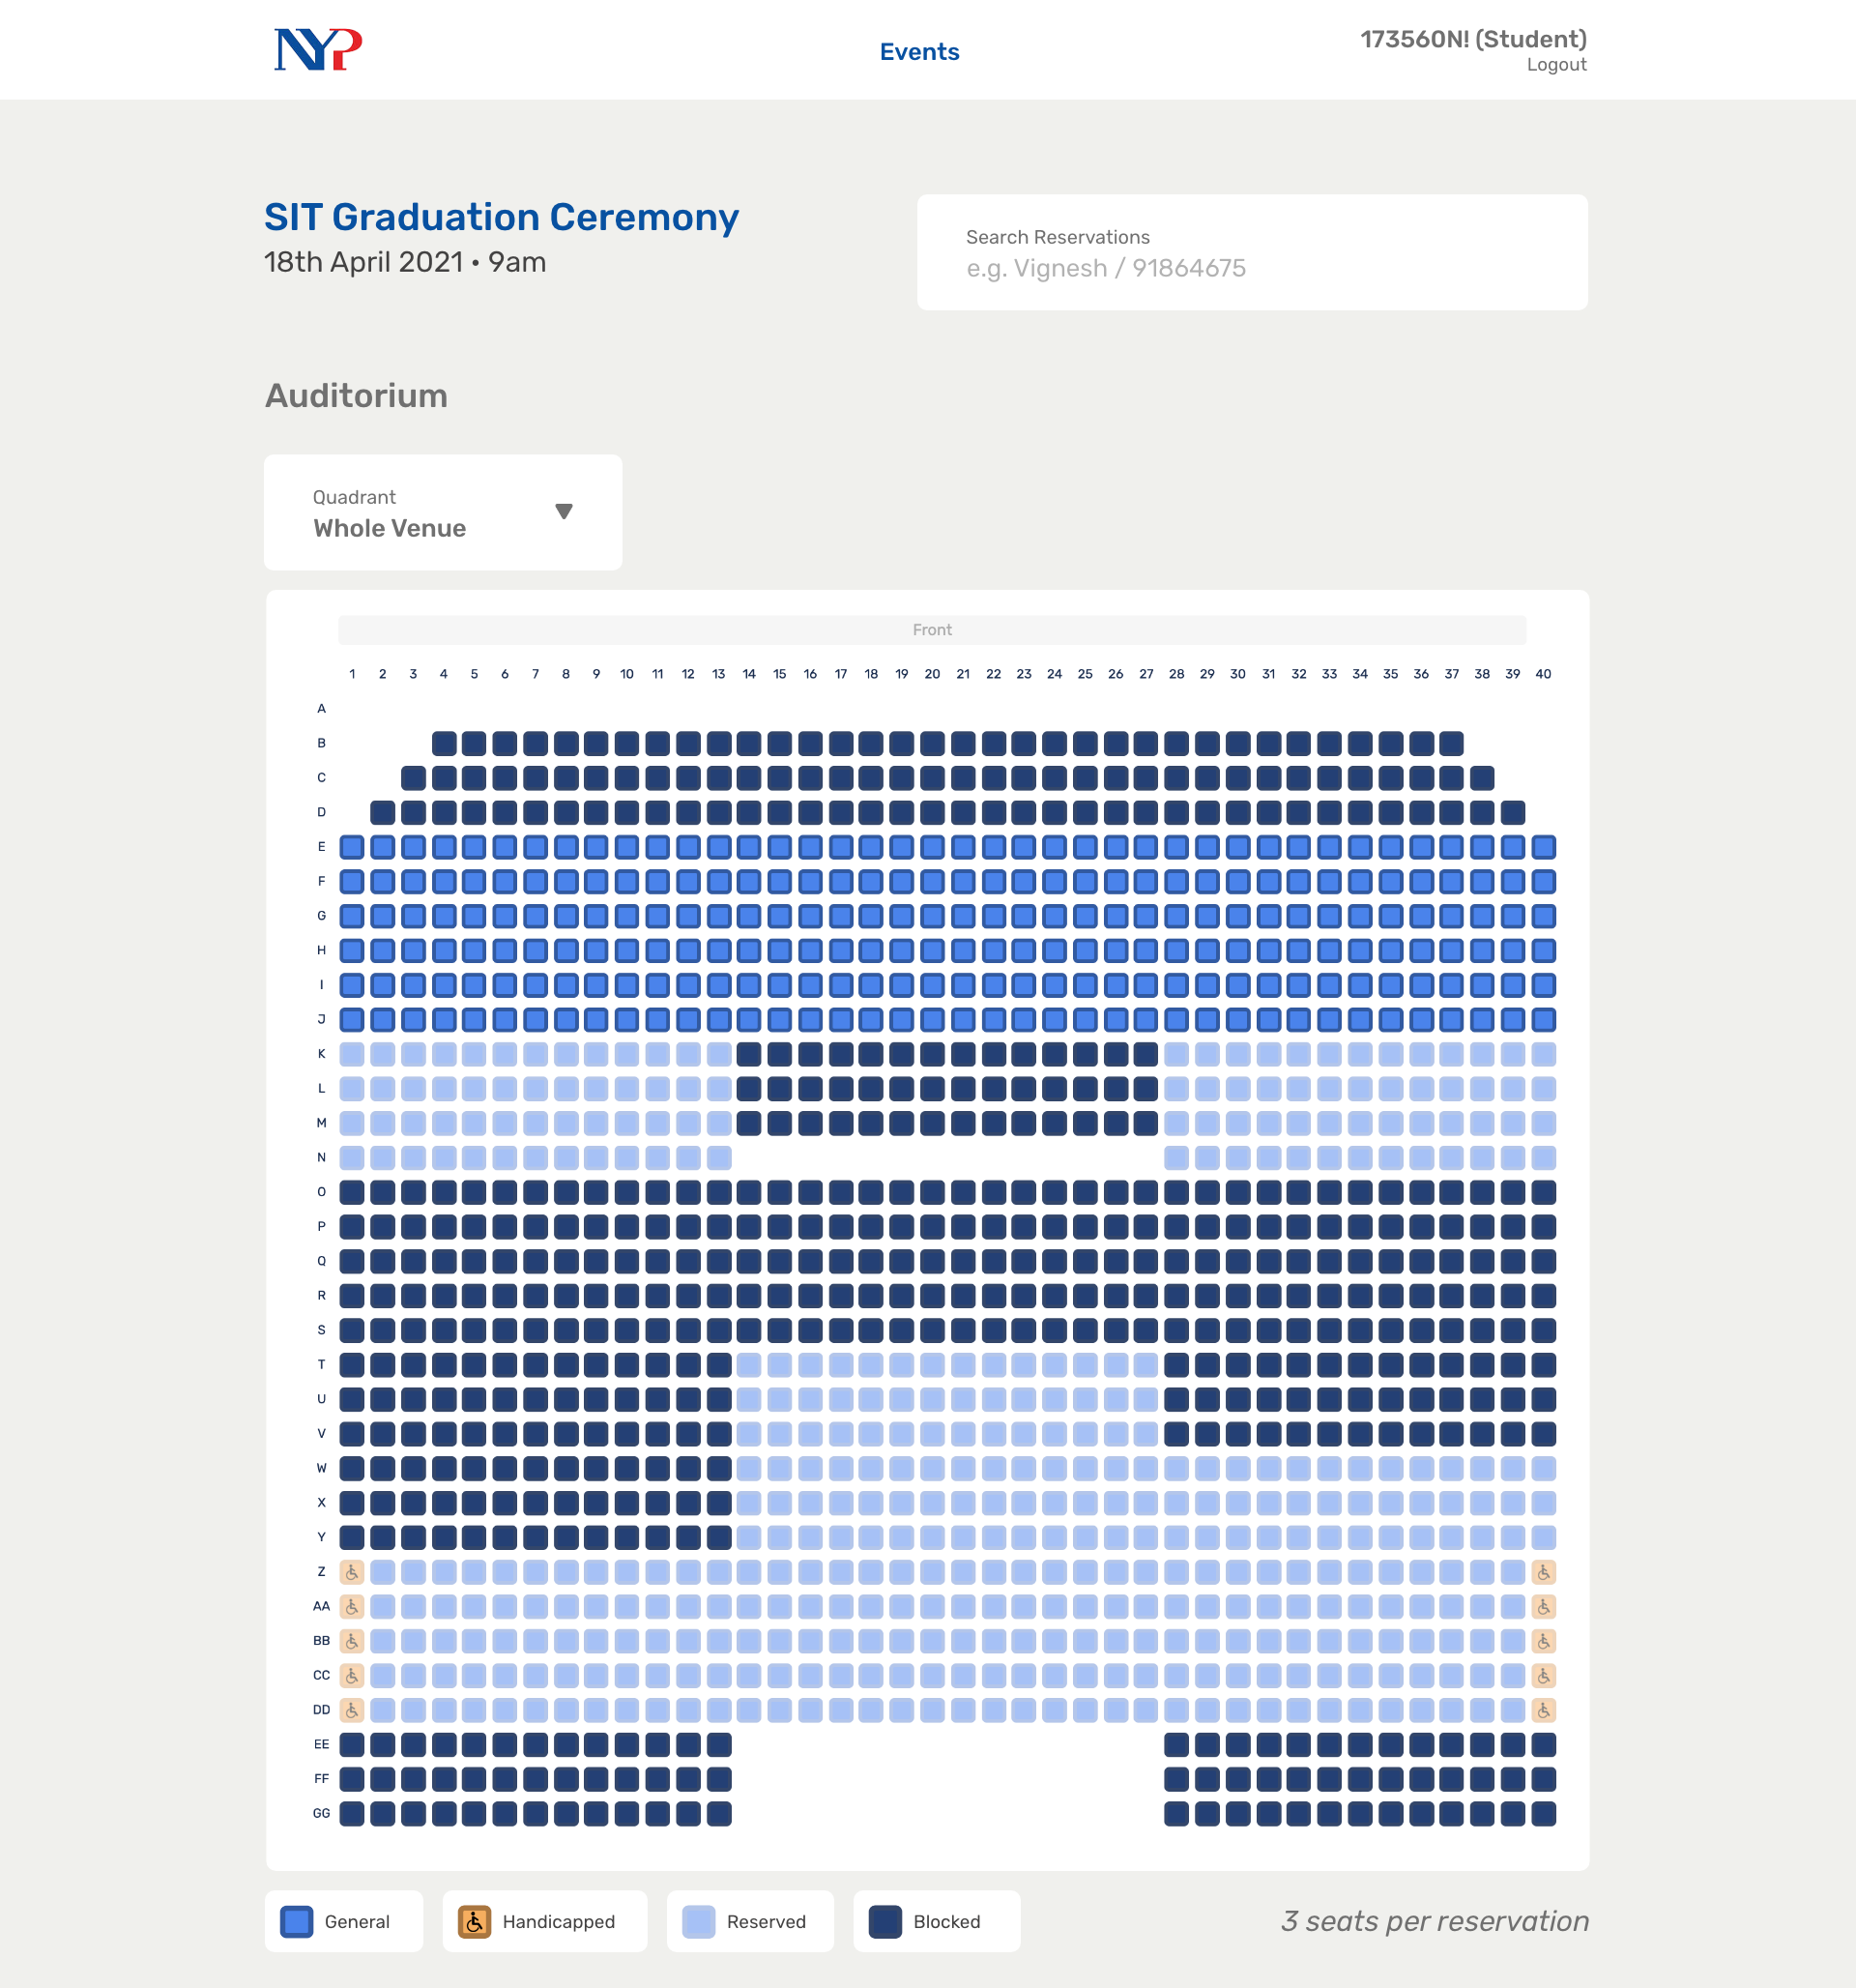 NYP
Events
173560N! (Student)
Logout
SIT Graduation Ceremony
18th April 2021 • 9am
Search Reservations
e.g. Vignesh / 91864675
Auditorium
Quadrant
Whole Venue
Front
1 2 3 4 5 6 7 8 9 10 11 12 13 14 15 16 17 18 19 20 21 22 23 24 25 26 27 28 29 30 31 32 33 34 35 36 37 38 39 40
A
B
C
D
E
F
G
H
I
J
K
L
M
N
O
P
Q
R
S
T
U
V
W
X
Y
Z
AA
BB
CC
DD
EE
FF
GG
General
Handicapped
Reserved
Blocked
3 seats per reservation